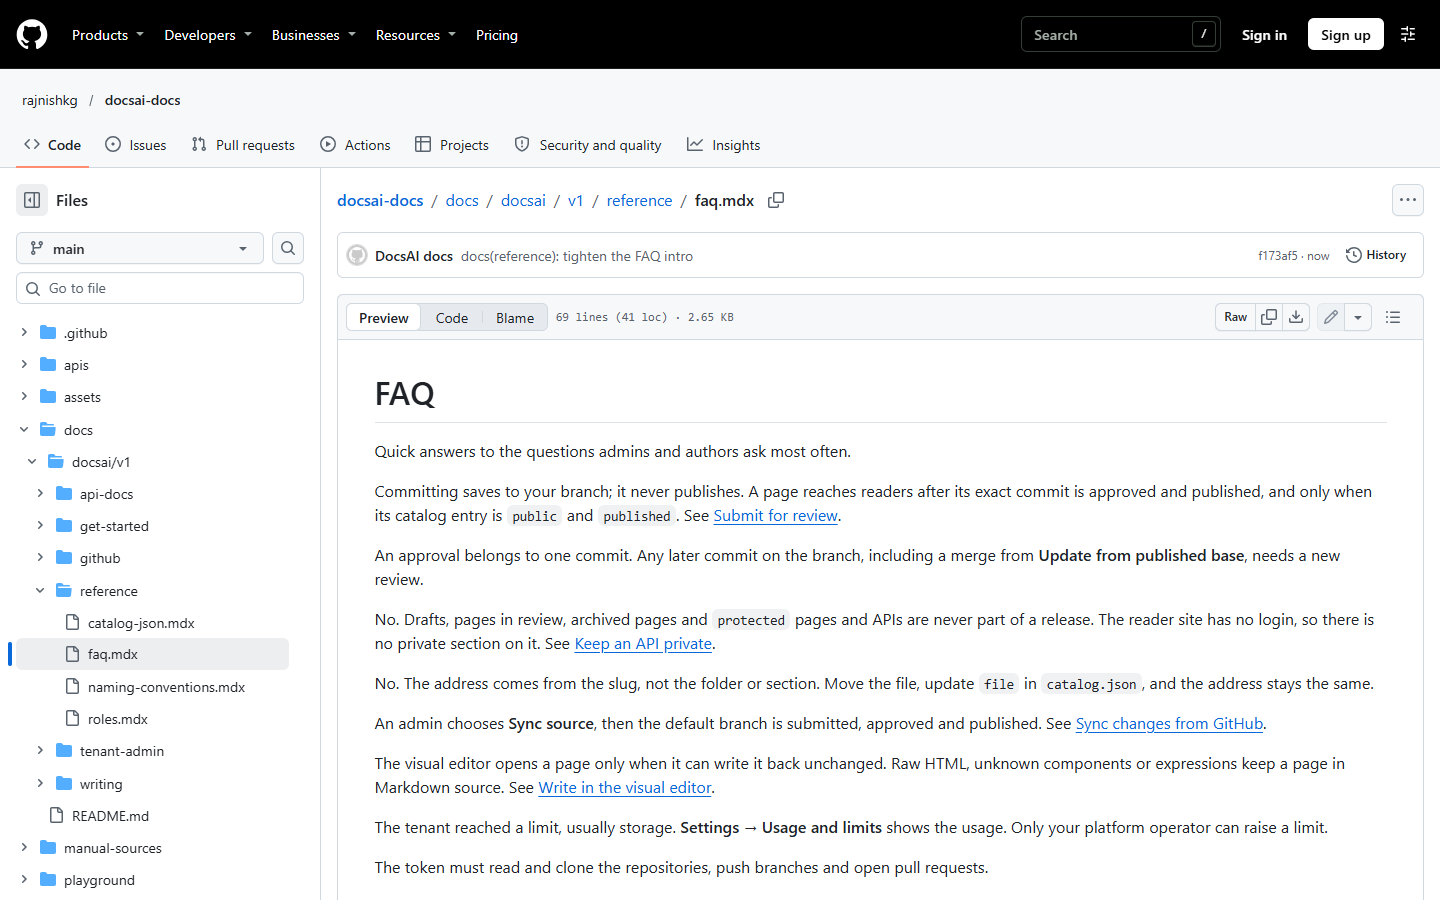 Products
Developers
Businesses
Resources
Pricing
Search
/
Sign in
Sign up
rajnishkg / docsai-docs
Code
Issues
Pull requests
Actions
Projects
Security and quality
Insights
Files
main
Go to file
.github
apis
assets
docs
docsai/v1
api-docs
get-started
github
reference
catalog-json.mdx
faq.mdx
naming-conventions.mdx
roles.mdx
tenant-admin
writing
README.md
manual-sources
playground
docsai-docs / docs / docsai / v1 / reference / faq.mdx
DocsAI docs docs(reference): tighten the FAQ intro
f173af5 · now
History
Preview
Code
Blame
69 lines (41 loc) · 2.65 KB
Raw
FAQ
Quick answers to the questions admins and authors ask most often.
Committing saves to your branch; it never publishes. A page reaches readers after its exact commit is approved and published, and only when
its catalog entry is public and published. See Submit for review.
An approval belongs to one commit. Any later commit on the branch, including a merge from Update from published base, needs a new
review.
No. Drafts, pages in review, archived pages and protected pages and APIs are never part of a release. The reader site has no login, so there is
no private section on it. See Keep an API private.
No. The address comes from the slug, not the folder or section. Move the file, update file in catalog.json, and the address stays the same.
An admin chooses Sync source, then the default branch is submitted, approved and published. See Sync changes from GitHub.
The visual editor opens a page only when it can write it back unchanged. Raw HTML, unknown components or expressions keep a page in
Markdown source. See Write in the visual editor.
The tenant reached a limit, usually storage. Settings → Usage and limits shows the usage. Only your platform operator can raise a limit.
The token must read and clone the repositories, push branches and open pull requests.